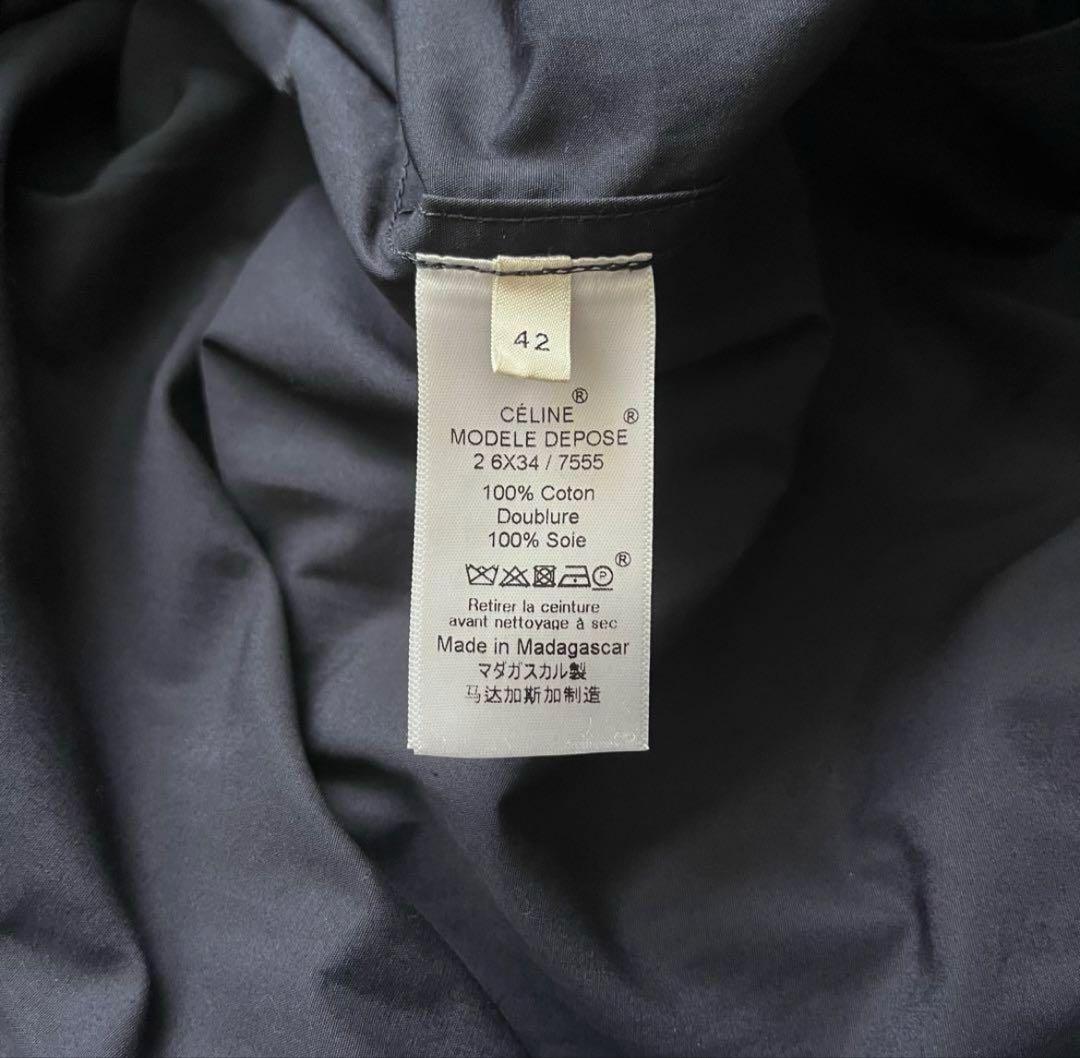 42
CÉLINE®
MODELE DEPOSE®
2 6X34 / 7555
100% Coton
Doublure
100% Soie
P®
Retirer la ceinture
avant nettoyage à sec
Made in Madagascar
マダガスカル製
马达加斯加制造